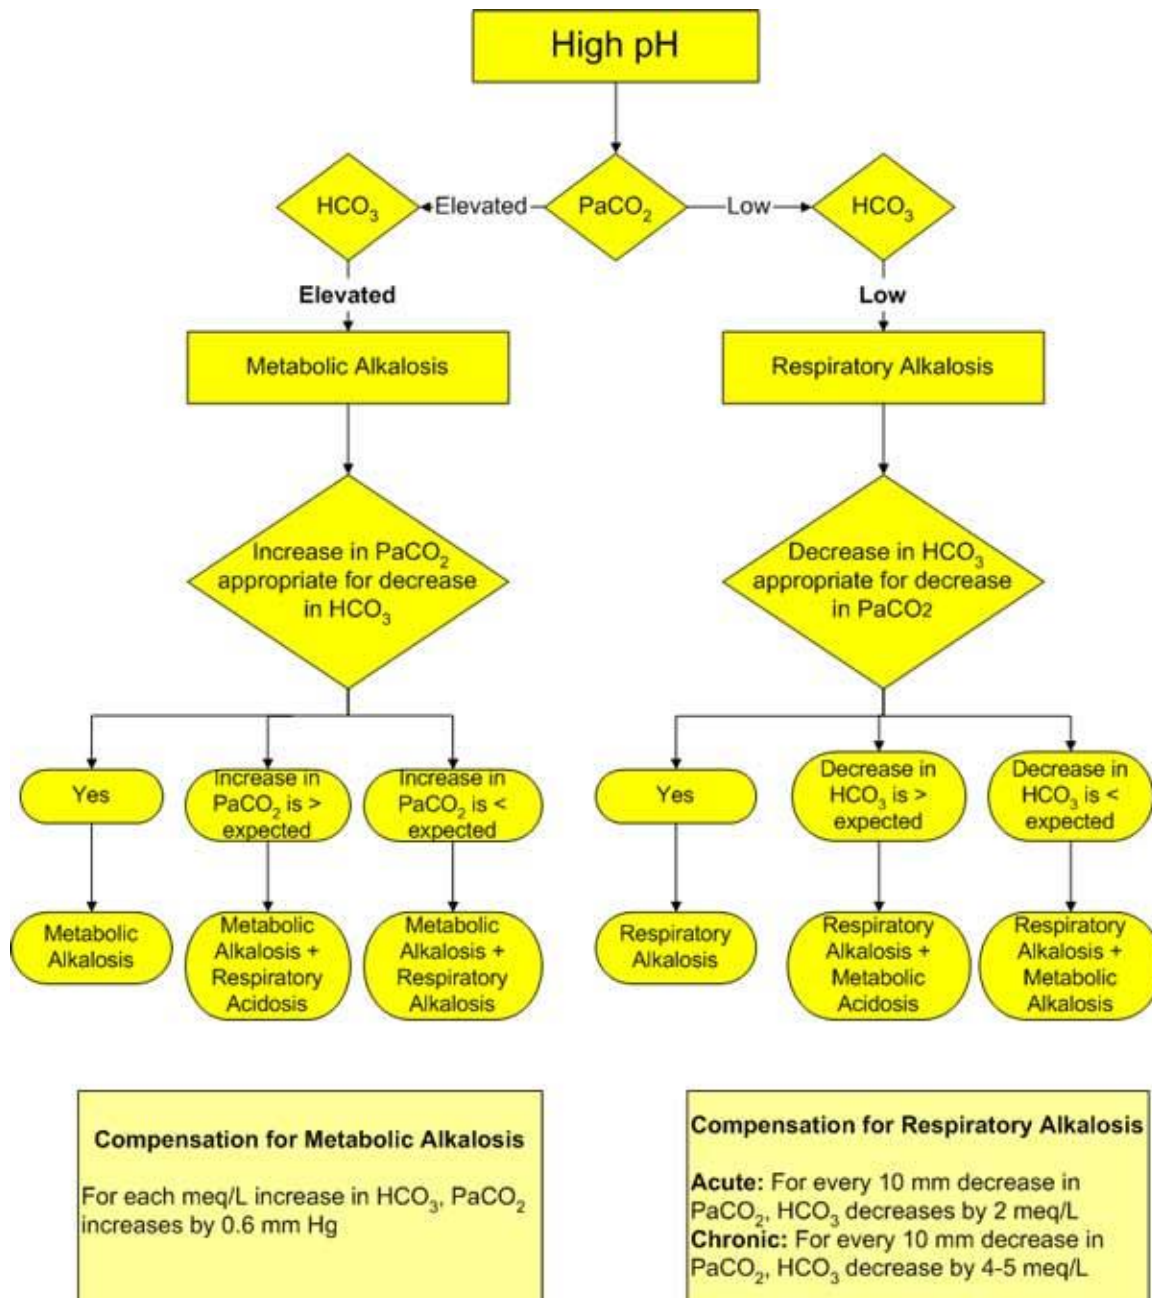 High pH
HCO3
Elevated
PaCO2
Low
HCO3
Elevated
Low
Metabolic Alkalosis
Respiratory Alkalosis
Increase in PaCO2
appropriate for decrease
in HCO3
Decrease in HCO3
appropriate for decrease
in PaCO2
Yes
Increase in
PaCO2 is >
expected
Increase in
PaCO2 is <
expected
Yes
Decrease in
HCO3 is >
expected
Decrease in
HCO3 is <
expected
Metabolic
Alkalosis
Metabolic
Alkalosis +
Respiratory
Acidosis
Metabolic
Alkalosis +
Respiratory
Alkalosis
Respiratory
Alkalosis
Respiratory
Alkalosis +
Metabolic
Acidosis
Respiratory
Alkalosis +
Metabolic
Alkalosis
Compensation for Metabolic Alkalosis
For each meq/L increase in HCO3, PaCO2
increases by 0.6 mm Hg
Compensation for Respiratory Alkalosis
Acute: For every 10 mm decrease in
PaCO2, HCO3 decreases by 2 meq/L
Chronic: For every 10 mm decrease in
PaCO2, HCO3 decrease by 4-5 meq/L